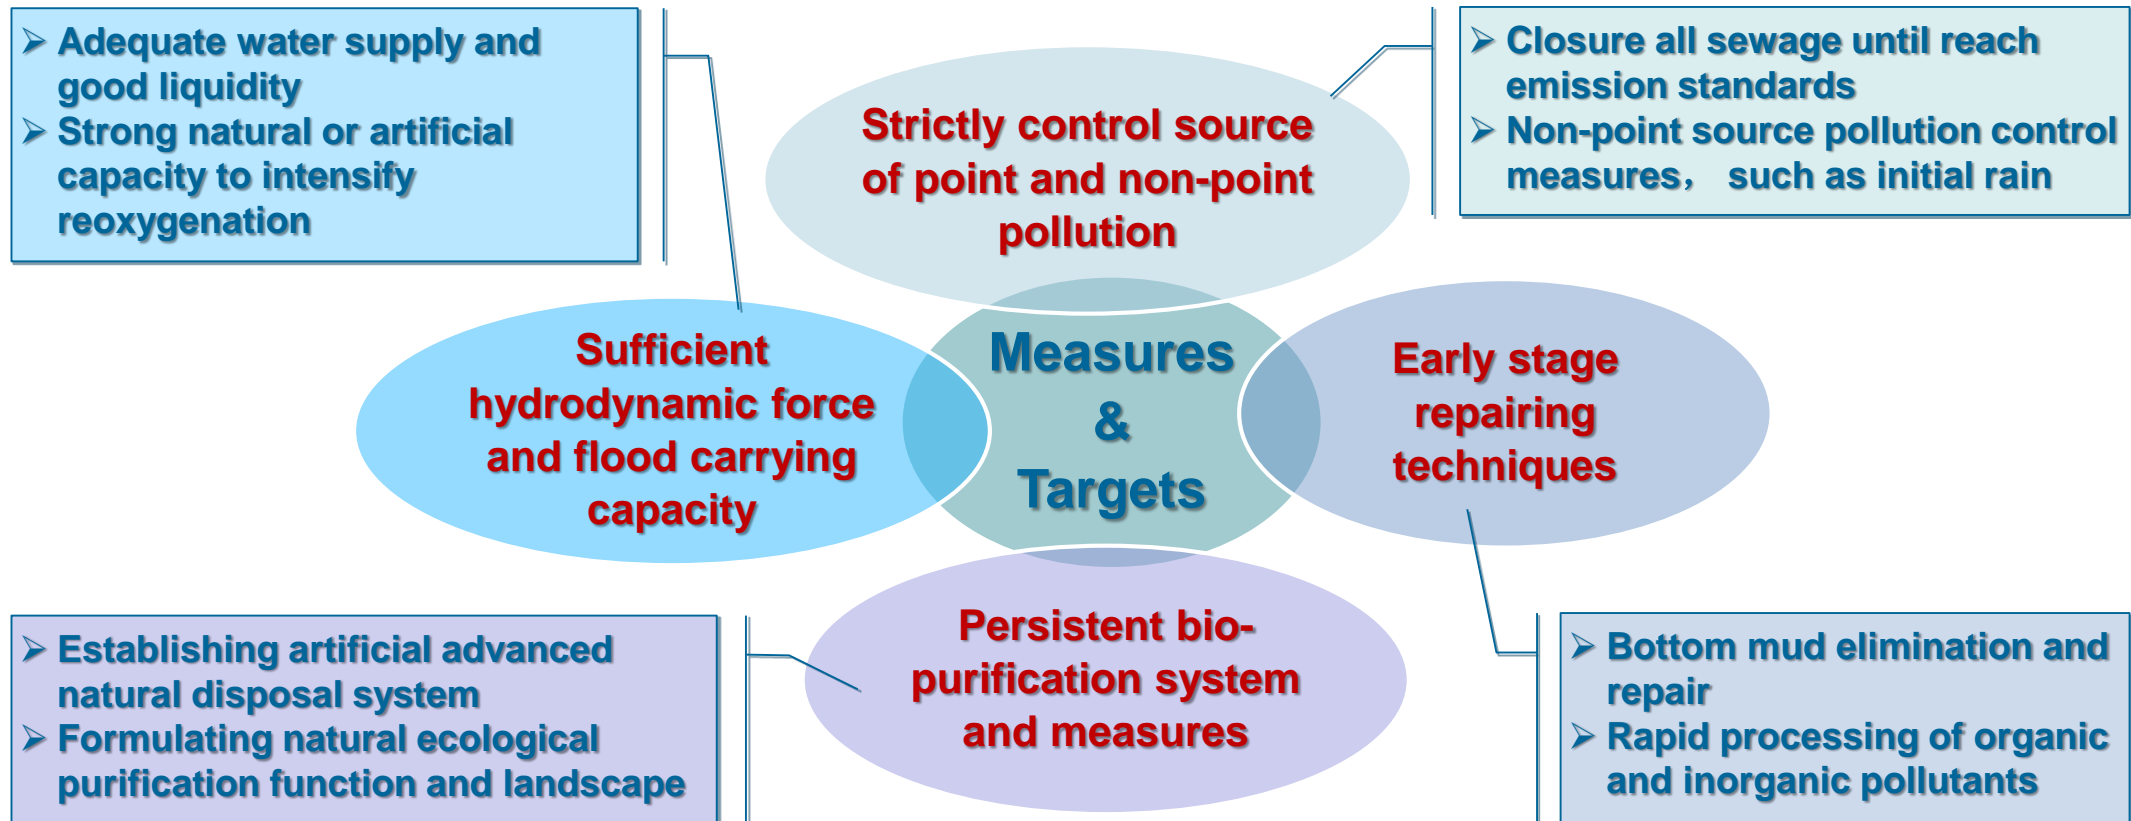 ➢ Adequate water supply and
good liquidity
➢ Strong natural or artificial
capacity to intensify
reoxygenation
➢ Closure all sewage until reach
emission standards
➢ Non-point source pollution control
measures， such as initial rain
Strictly control source
of point and non-point
pollution
Sufficient
hydrodynamic force
and flood carrying
capacity
Measures
&
Targets
Early stage
repairing
techniques
Persistent bio-
purification system
and measures
➢ Establishing artificial advanced
natural disposal system
➢ Formulating natural ecological
purification function and landscape
➢ Bottom mud elimination and
repair
➢ Rapid processing of organic
and inorganic pollutants